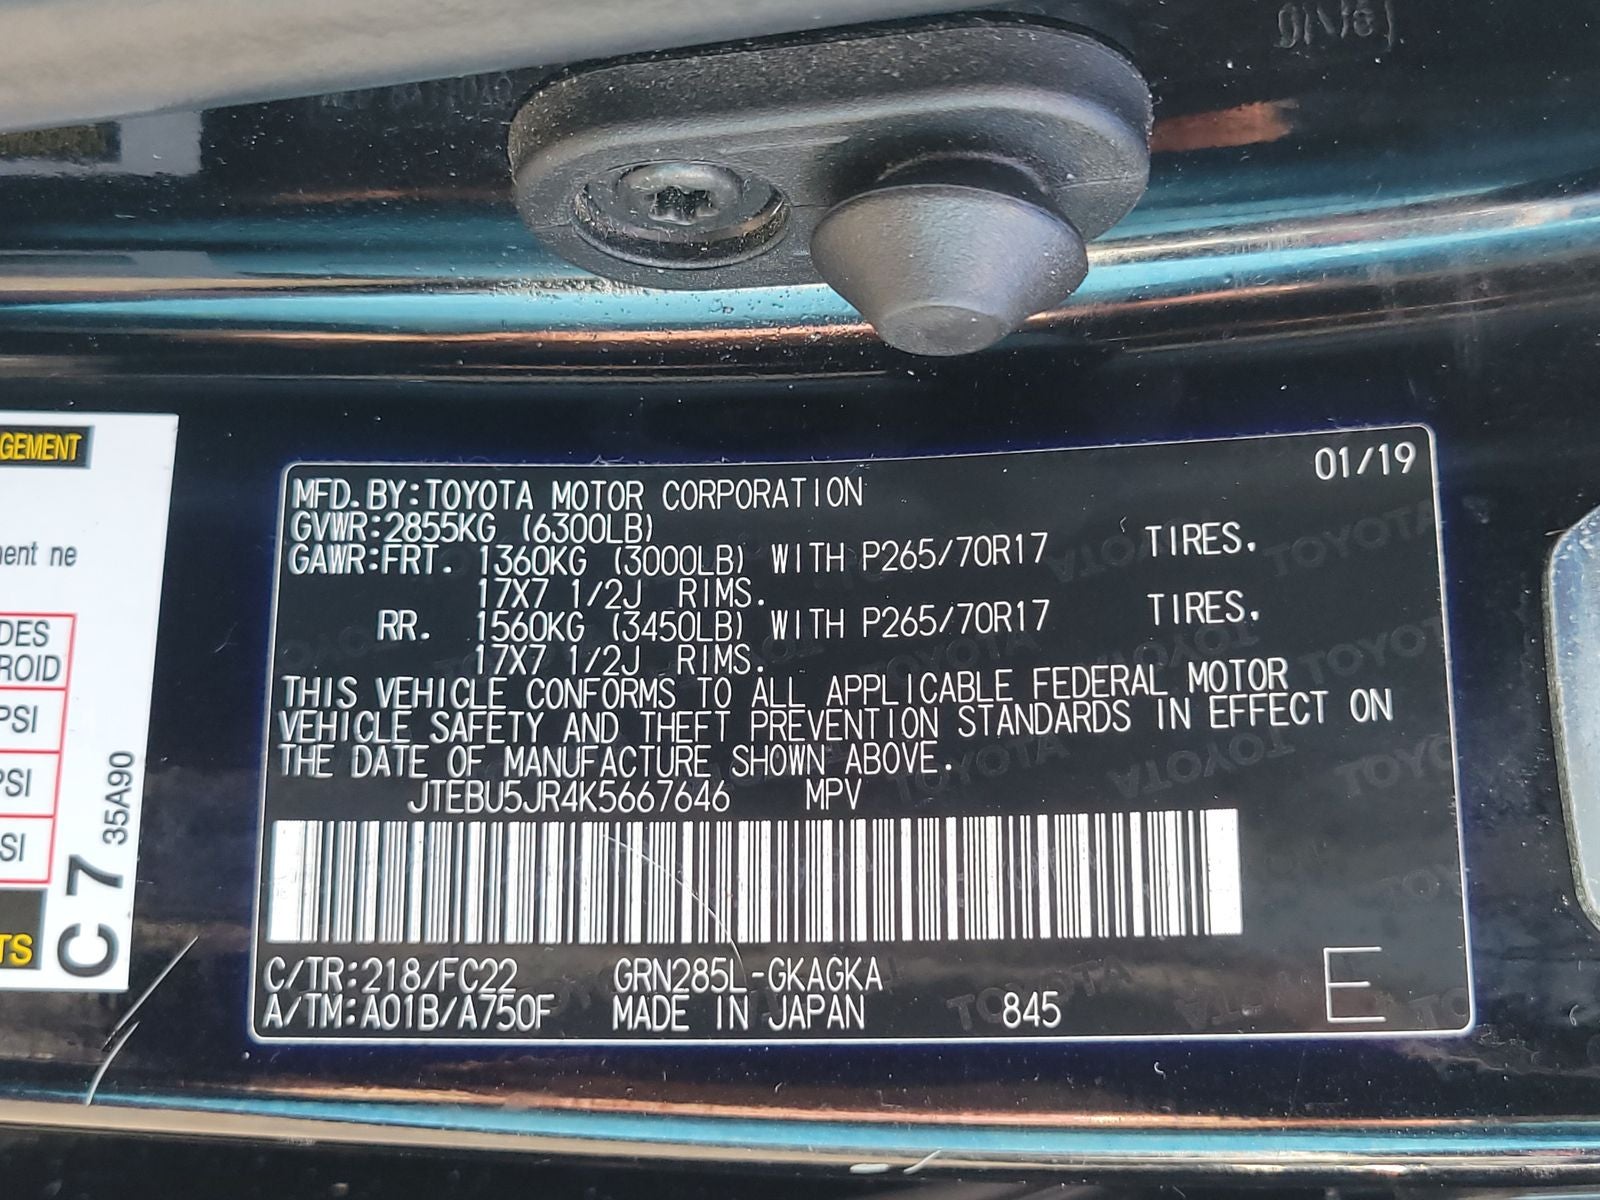 GEMENT
ment ne
DES
ROID
PSI
PSI
SI
TS
C 7 35A90
01/19
MFD.BY:TOYOTA MOTOR CORPORATION
GVWR:2855KG (6300LB)
GAWR:FRT. 1360KG (3000LB) WITH P265/70R17 TIRES.
17X7 1/2J RIMS.
RR. 1560KG (3450LB) WITH P265/70R17 TIRES.
17X7 1/2J RIMS.
THIS VEHICLE CONFORMS TO ALL APPLICABLE FEDERAL MOTOR
VEHICLE SAFETY AND THEFT PREVENTION STANDARDS IN EFFECT ON
THE DATE OF MANUFACTURE SHOWN ABOVE.
JTEBU5JR4K5667646 MPV
C/TR:218/FC22 GRN285L-GKAGKA
A/TM:A01B/A750F MADE IN JAPAN 845 E